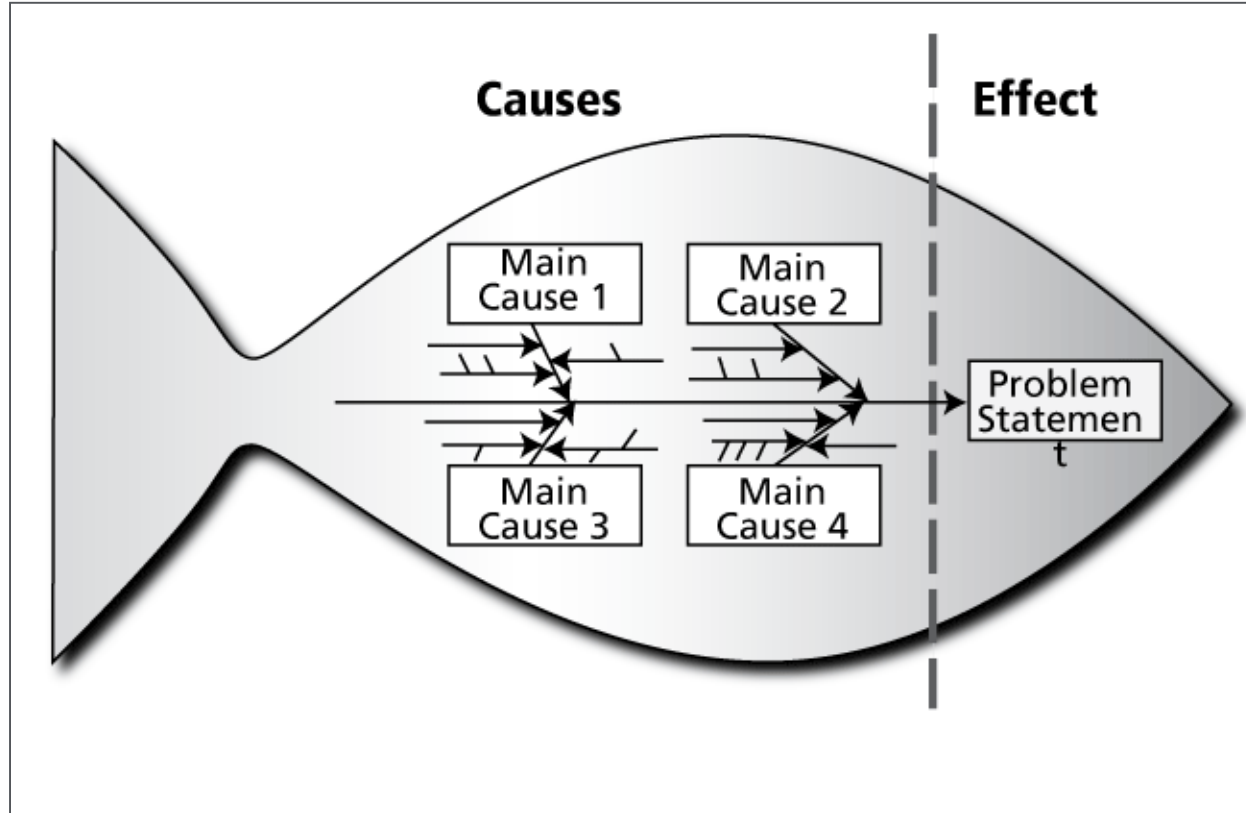 Causes
Effect
Main
Cause 1
Main
Cause 2
Problem
Statemen
t
Main
Cause 3
Main
Cause 4